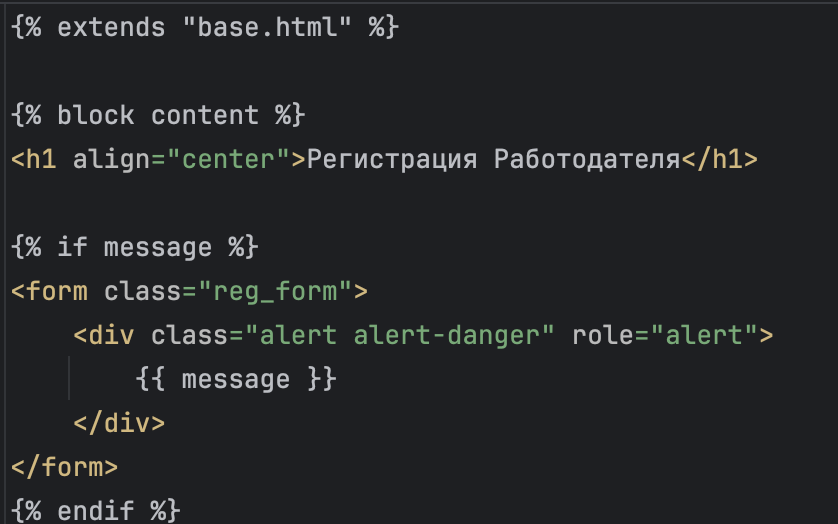 {% extends "base.html" %}
{% block content %}
<h1 align="center">Регистрация Работодателя</h1>
{% if message %}
<form class="reg_form">
<div class="alert alert-danger" role="alert">
{{ message }}
</div>
</form>
{% endif %}